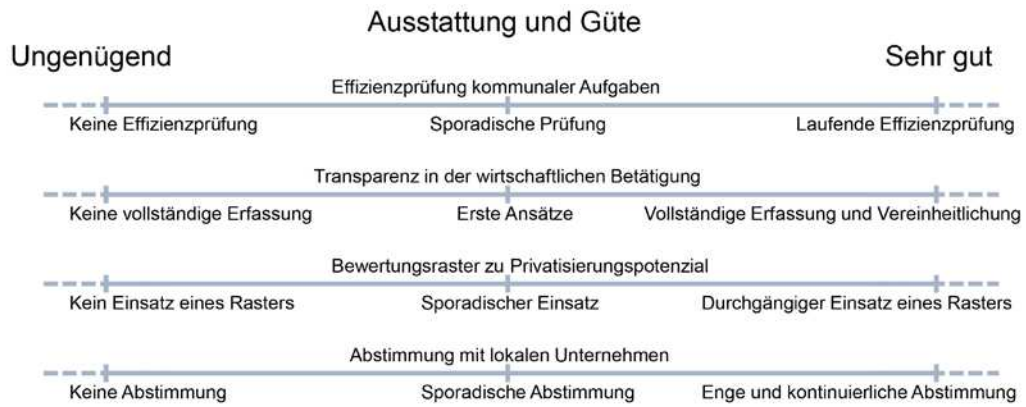 Ausstattung und Güte
Ungenügend Sehr gut
Effizienzprüfung kommunaler Aufgaben
Keine Effizienzprüfung Sporadische Prüfung Laufende Effizienzprüfung
Transparenz in der wirtschaftlichen Betätigung
Keine vollständige Erfassung Erste Ansätze Vollständige Erfassung und Vereinheitlichung
Bewertungsraster zu Privatisierungspotenzial
Kein Einsatz eines Rasters Sporadischer Einsatz Durchgängiger Einsatz eines Rasters
Abstimmung mit lokalen Unternehmen
Keine Abstimmung Sporadische Abstimmung Enge und kontinuierliche Abstimmung